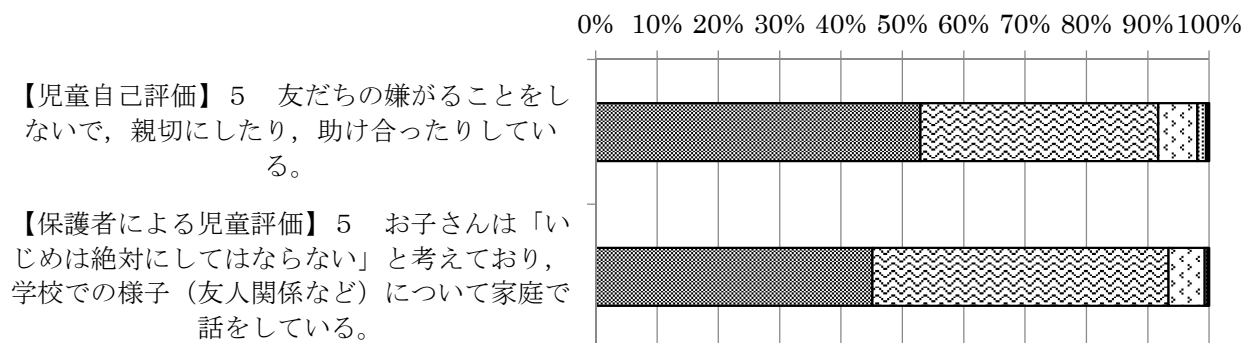 0% 10% 20% 30% 40% 50% 60% 70% 80% 90%100%
【児童自己評価】５　友だちの嫌がることをし
ないで，親切にしたり，助け合ったりしてい
る。
【保護者による児童評価】５　お子さんは「い
じめは絶対にしてはならない」と考えており，
学校での様子（友人関係など）について家庭で
話をしている。